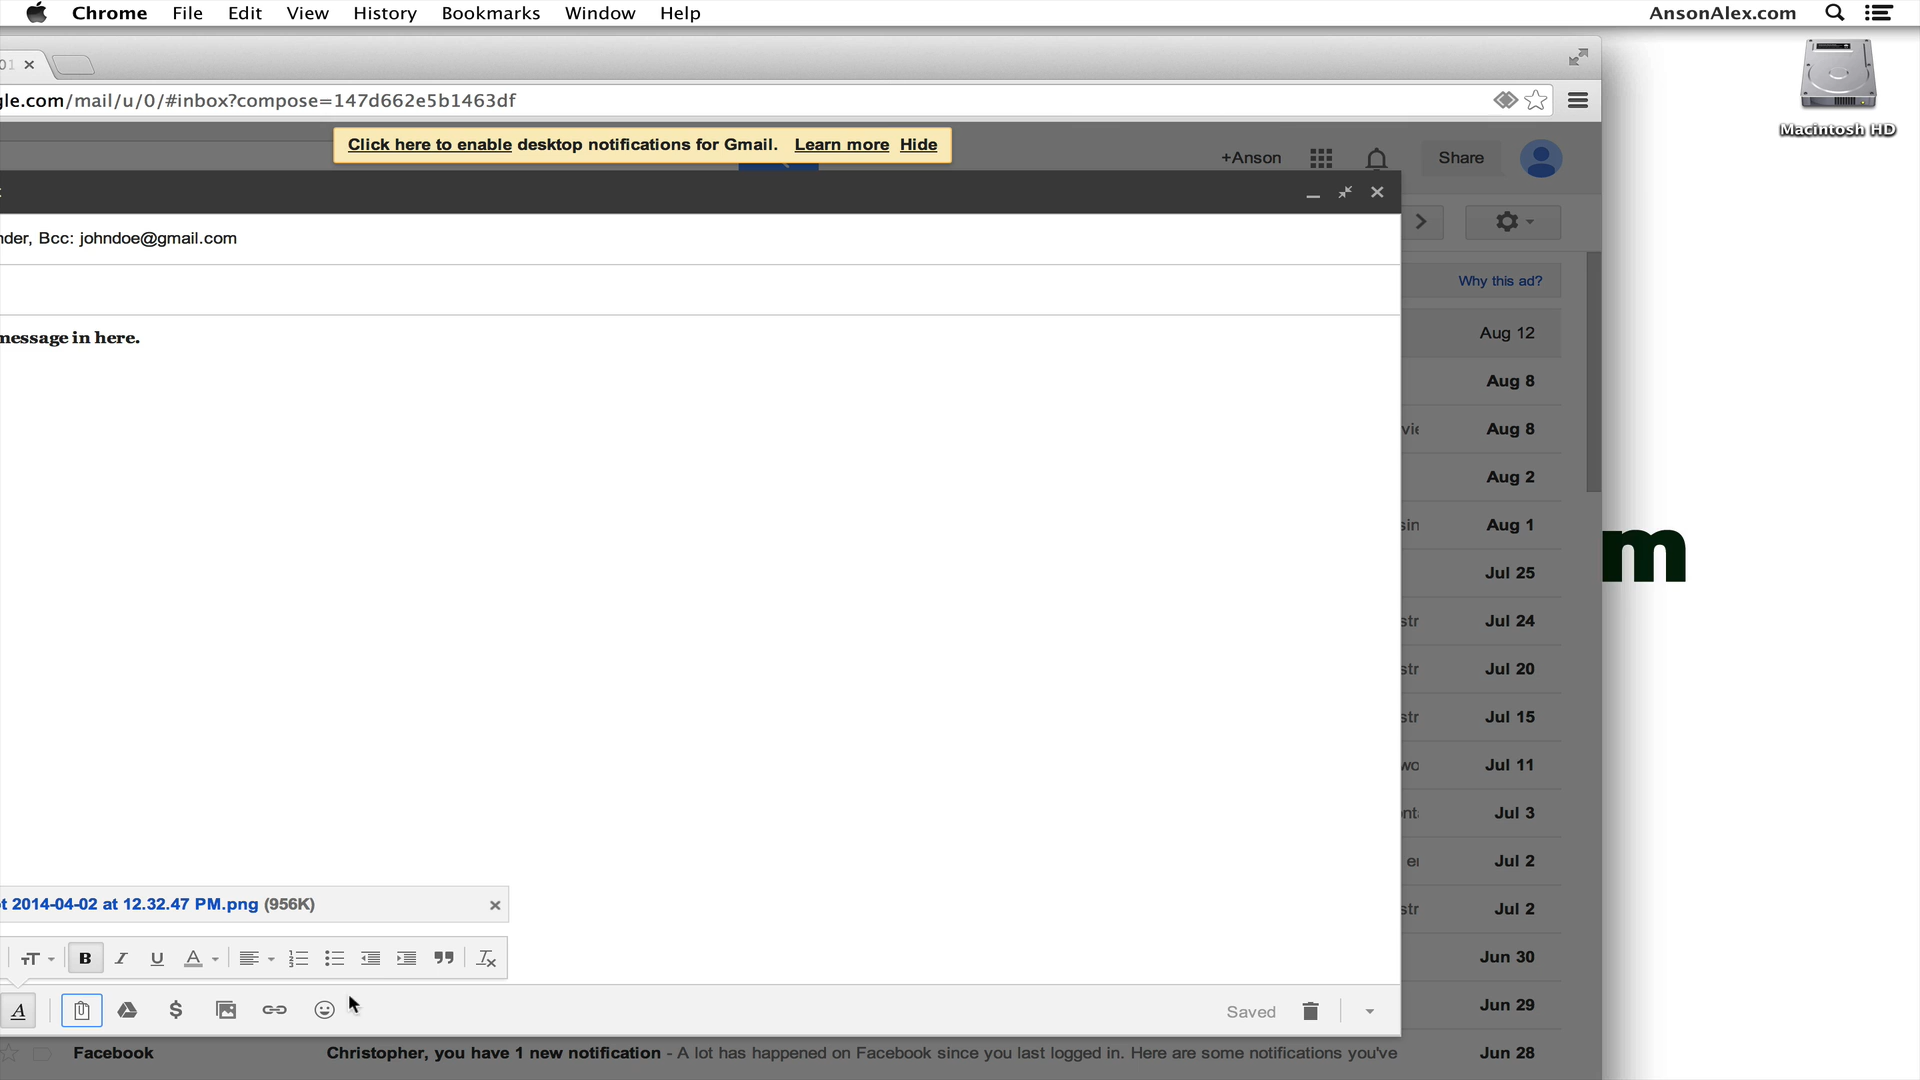 Chrome File Edit View History Bookmarks Window Help AnsonAlex.com
Macintosh HD
gle.com/mail/u/0/#inbox?compose=147d662e5b1463df
Click here to enable desktop notifications for Gmail. Learn more Hide
+Anson Share
nder, Bcc: johndoe@gmail.com
Why this ad?
message in here.
Aug 12
Aug 8
Aug 8
Aug 2
Aug 1
Jul 25
m
Jul 24
Jul 20
Jul 15
Jul 11
Jul 3
Jul 2
t 2014-04-02 at 12.32.47 PM.png (956K)
Jul 2
B I U A
Jun 30
A $ Saved
Jun 29
Facebook Christopher, you have 1 new notification - A lot has happened on Facebook since you last logged in. Here are some notifications you've Jun 28